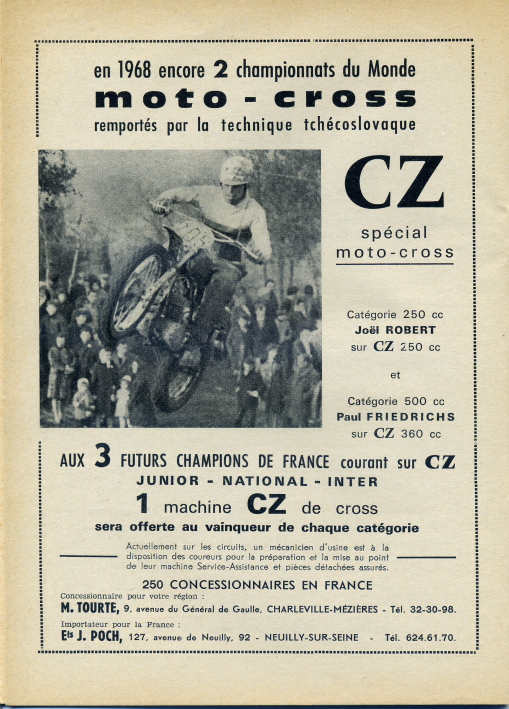 en 1968 encore 2 championnats du Monde
moto - cross
remportés par la technique tchécoslovaque
CZ
spécial
moto-cross
Catégorie 250 cc
Joël ROBERT
sur CZ 250 cc
et
Catégorie 500 cc
Paul FRIEDRICHS
sur CZ 360 cc
AUX 3 FUTURS CHAMPIONS DE FRANCE courant sur CZ
JUNIOR - NATIONAL - INTER
1 machine CZ de cross
sera offerte au vainqueur de chaque catégorie
Actuellement sur les circuits, un mécanicien d'usine est à la
disposition des coureurs pour la préparation et la mise au point
de leur machine Service-Assistance et pièces détachées assurés.
250 CONCESSIONNAIRES EN FRANCE
Concessionnaire pour votre région :
M. TOURTE, 9, avenue du Général de Gaulle, CHARLEVILLE-MÉZIÈRES - Tél. 32-30-98.
Importateur pour la France :
Ets J. POCH, 127, avenue de Neuilly, 92 - NEUILLY-SUR-SEINE - Tél. 624.61.70.